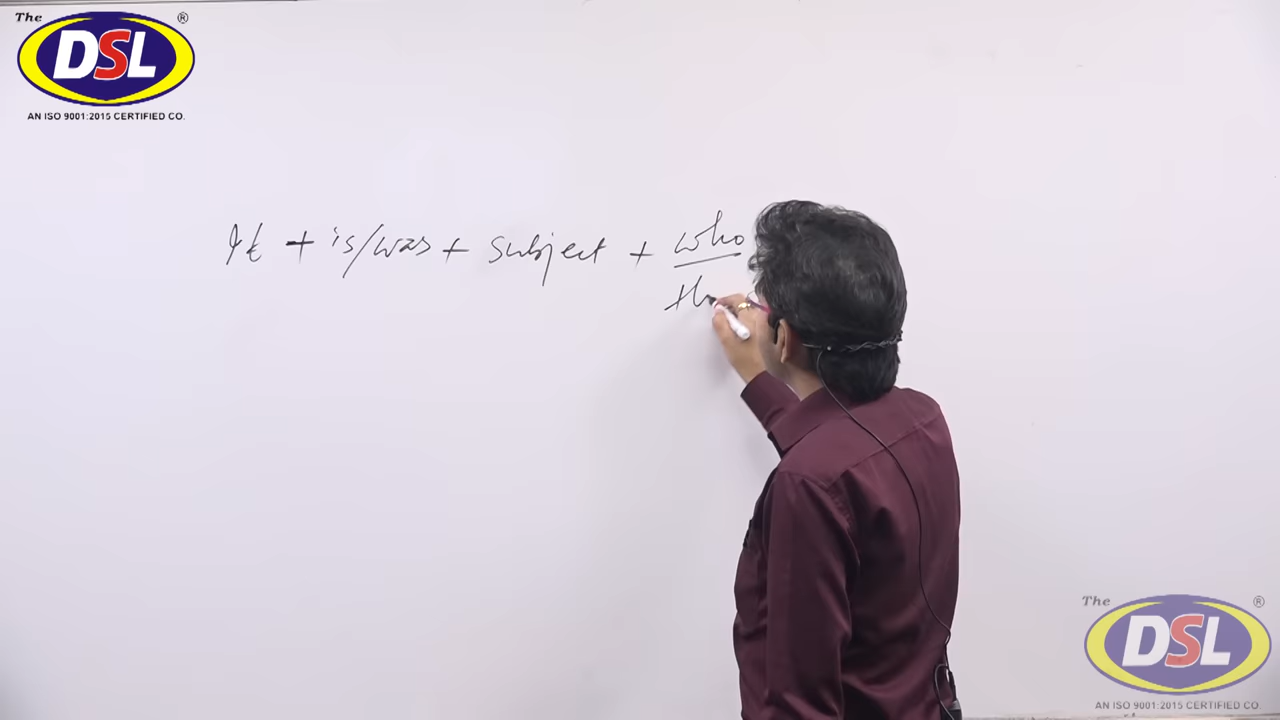 The
DSL ®
AN ISO 9001:2015 CERTIFIED CO.
It + is/was + subject + who
The
DSL ®
AN ISO 9001:2015 CERTIFIED CO